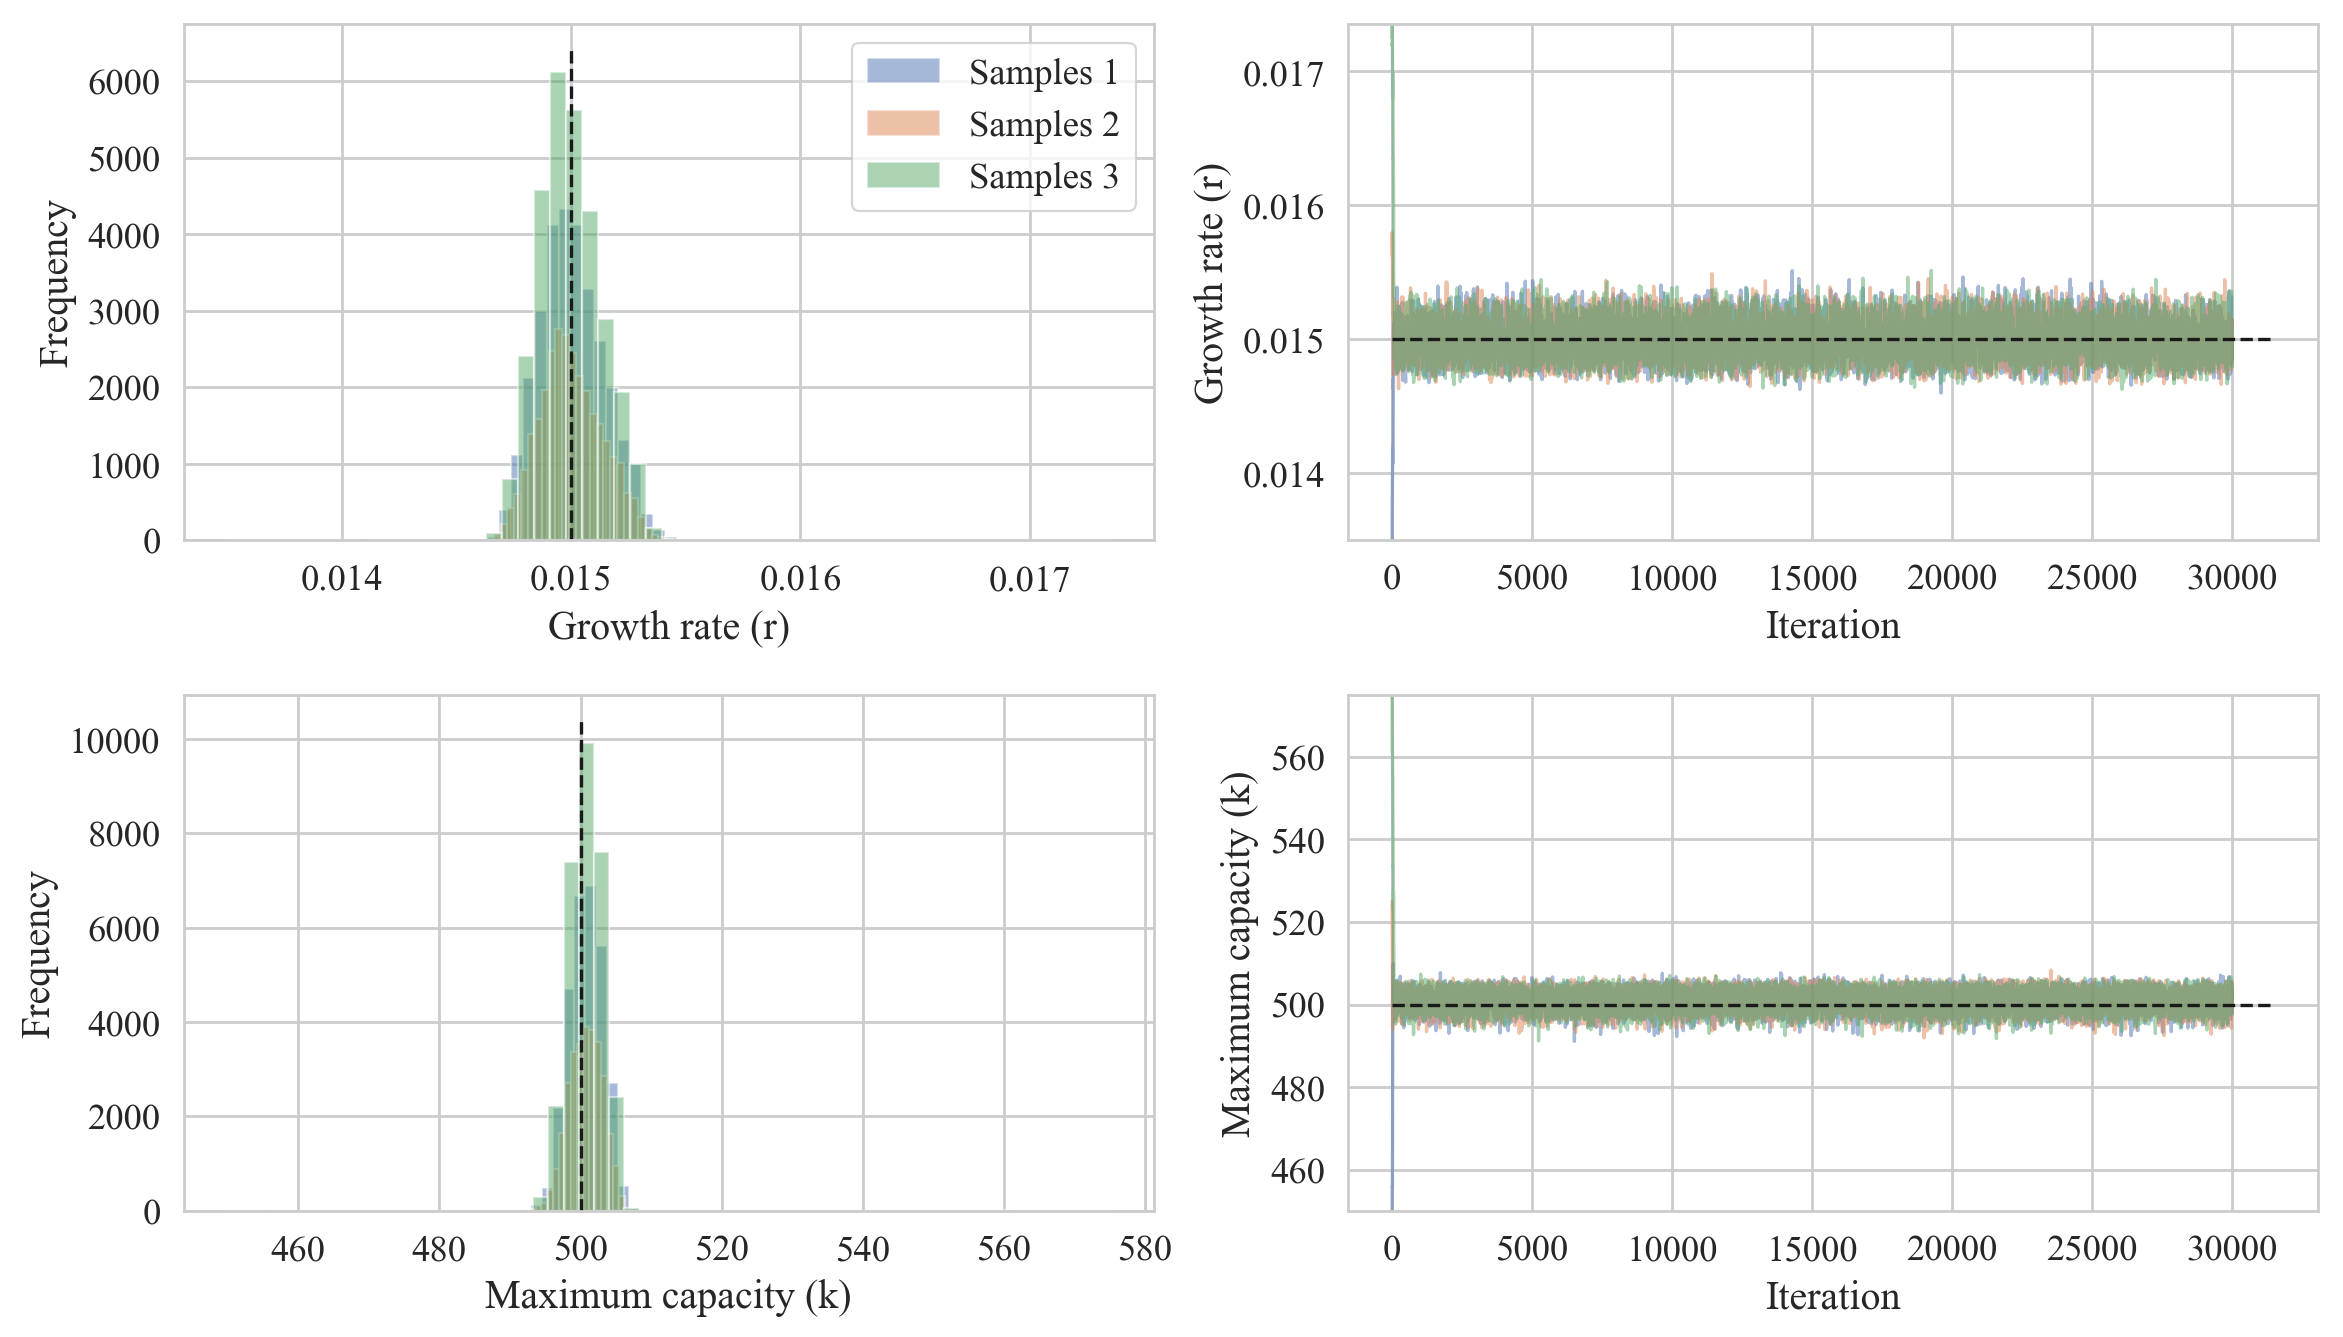 6000
5000
4000
3000
2000
1000
0
Frequency
0.014 0.015 0.016 0.017
Growth rate (r)
Samples 1
Samples 2
Samples 3
0.017
0.016
0.015
0.014
Growth rate (r)
0 5000 10000 15000 20000 25000 30000
Iteration
10000
8000
6000
4000
2000
0
Frequency
460 480 500 520 540 560 580
Maximum capacity (k)
560
540
520
500
480
460
Maximum capacity (k)
0 5000 10000 15000 20000 25000 30000
Iteration